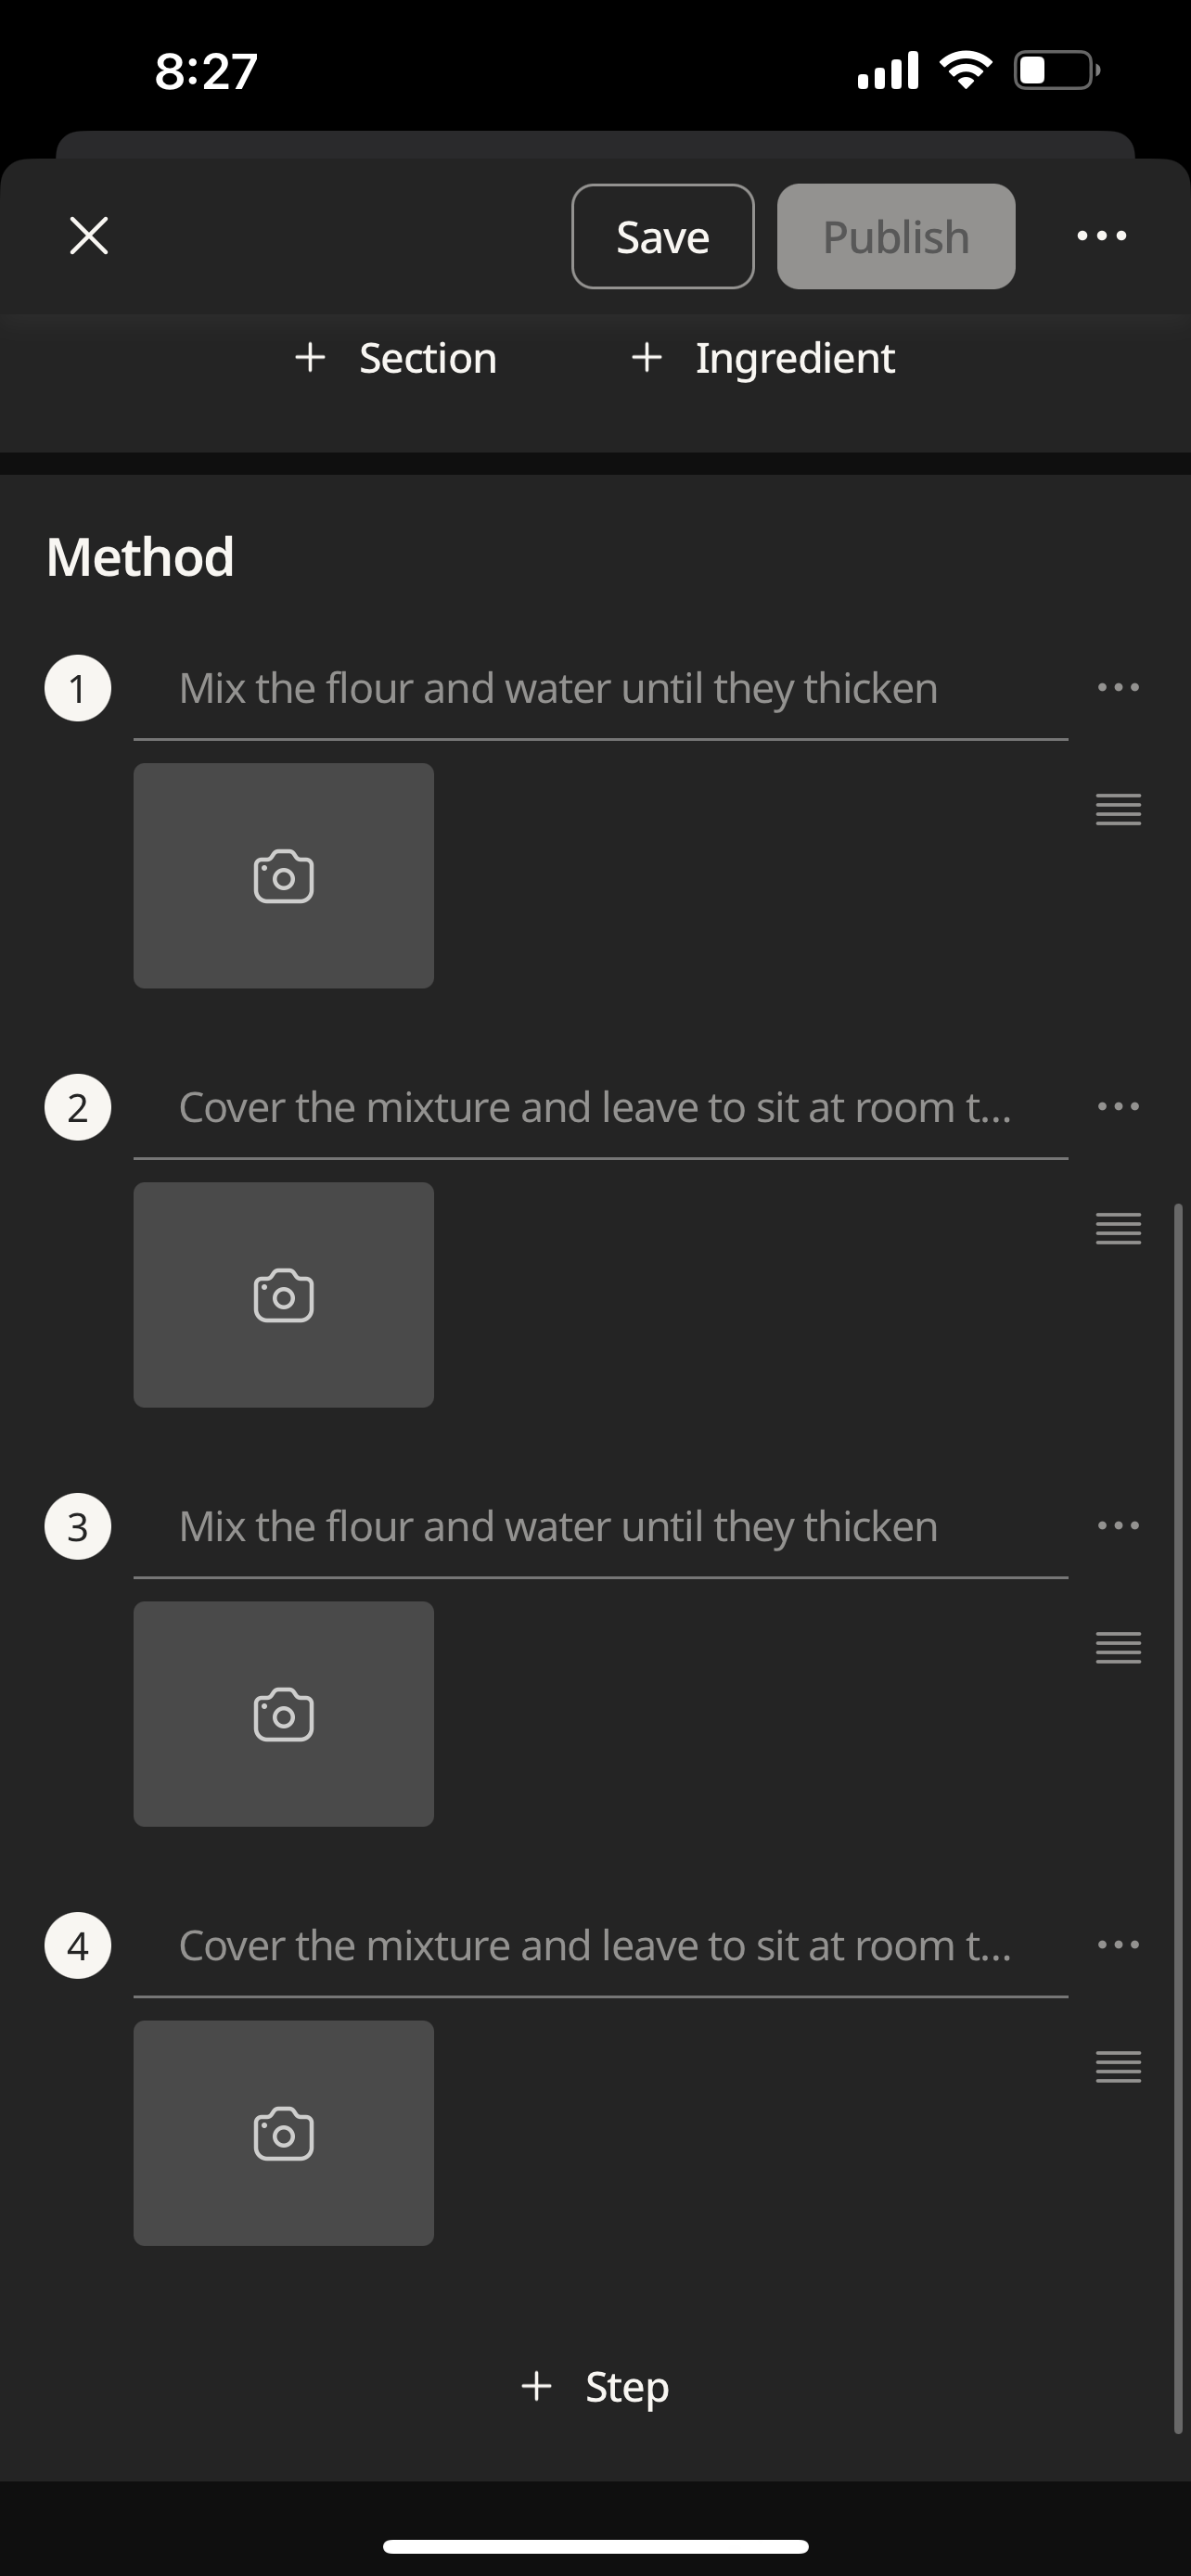 8:27
Save Publish
Section Ingredient
Method
1 Mix the flour and water until they thicken
2 Cover the mixture and leave to sit at room t...
3 Mix the flour and water until they thicken
4 Cover the mixture and leave to sit at room t...
Step